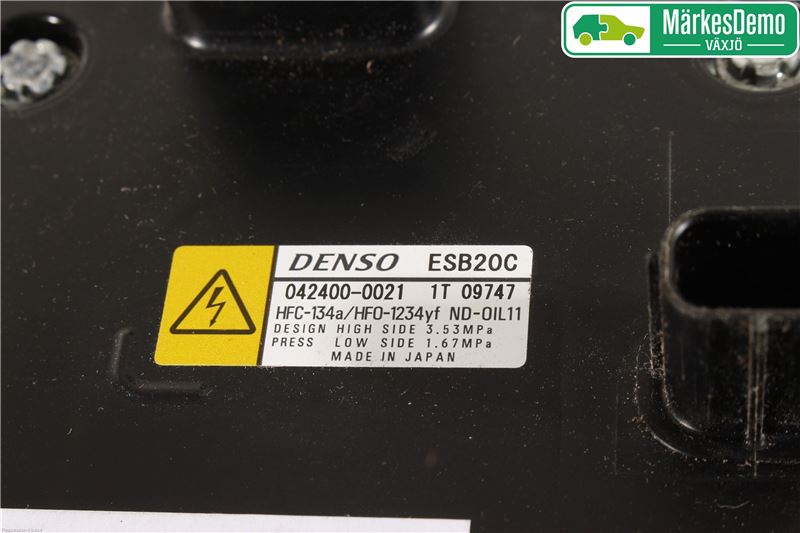 MärkesDemo
VÄXJÖ
DENSO ESB20C
042400-0021 1T 09747
HFC-134a/HFO-1234yf ND-OIL11
DESIGN HIGH SIDE 3.53MPa
PRESS LOW SIDE 1.67MPa
MADE IN JAPAN